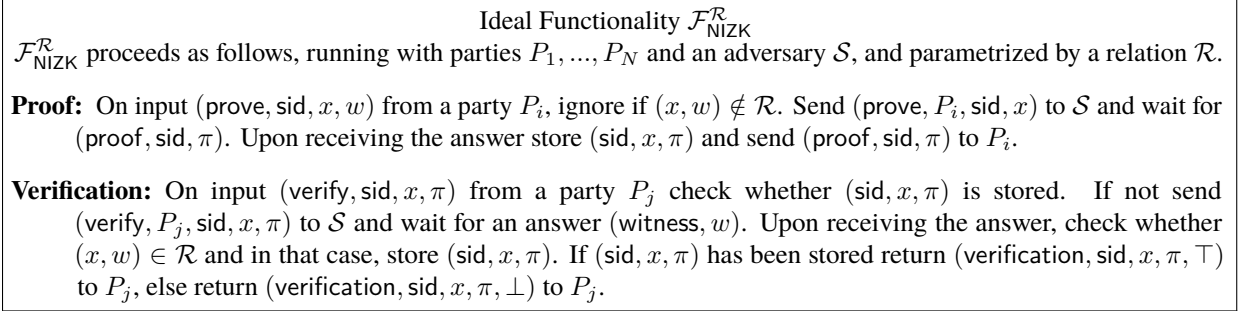 Ideal Functionality $\mathcal{F}_{\mathsf{NIZK}}^{\mathcal{R}}$
$\mathcal{F}_{\mathsf{NIZK}}^{\mathcal{R}}$ proceeds as follows, running with parties $P_1, ..., P_N$ and an adversary $\mathcal{S}$, and parametrized by a relation $\mathcal{R}$.
Proof: On input (prove, sid, $x$, $w$) from a party $P_i$, ignore if $(x, w) \notin \mathcal{R}$. Send (prove, $P_i$, sid, $x$) to $\mathcal{S}$ and wait for
(proof, sid, $\pi$). Upon receiving the answer store (sid, $x$, $\pi$) and send (proof, sid, $\pi$) to $P_i$.
Verification: On input (verify, sid, $x$, $\pi$) from a party $P_j$ check whether (sid, $x$, $\pi$) is stored. If not send
(verify, $P_j$, sid, $x$, $\pi$) to $\mathcal{S}$ and wait for an answer (witness, $w$). Upon receiving the answer, check whether
$(x, w) \in \mathcal{R}$ and in that case, store (sid, $x$, $\pi$). If (sid, $x$, $\pi$) has been stored return (verification, sid, $x$, $\pi$, $\top$)
to $P_j$, else return (verification, sid, $x$, $\pi$, $\bot$) to $P_j$.